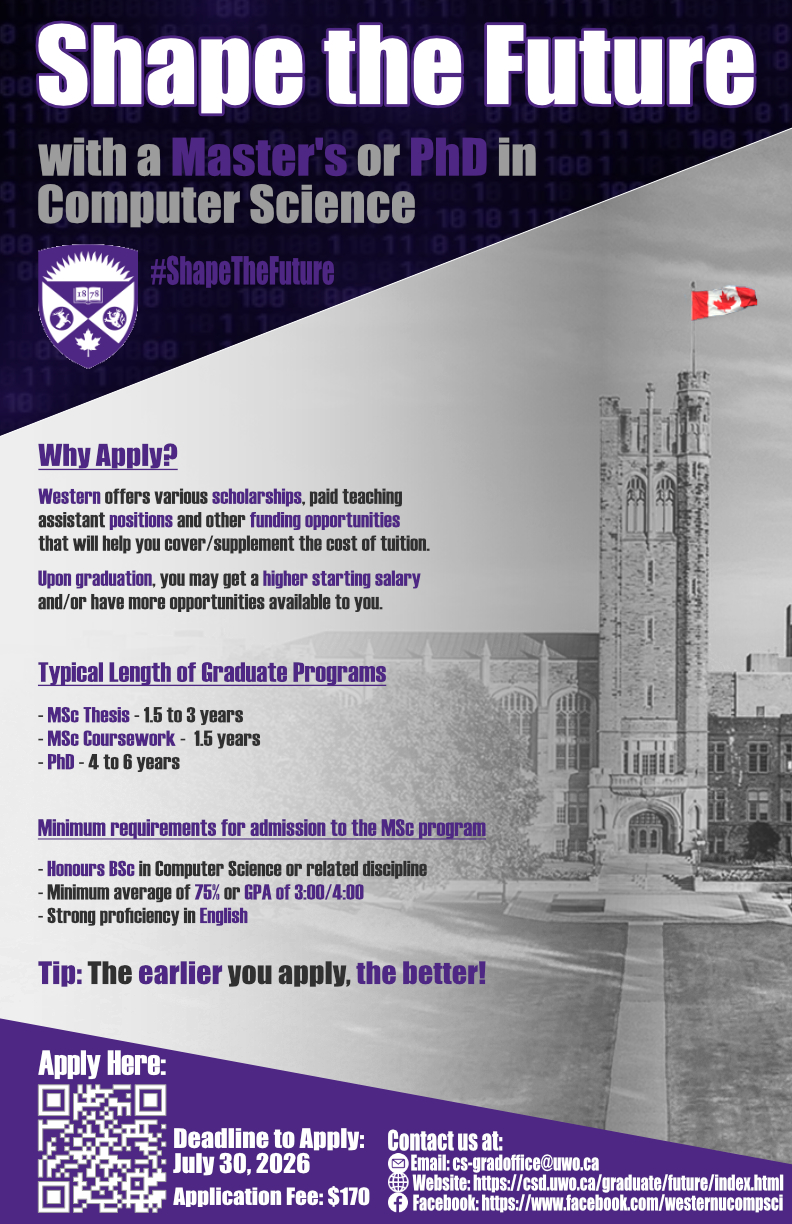 Shape the Future
with a Master's or PhD in
Computer Science
#ShapeTheFuture
1878
Why Apply?
Western offers various scholarships, paid teaching
assistant positions and other funding opportunities
that will help you cover/supplement the cost of tuition.
Upon graduation, you may get a higher starting salary
and/or have more opportunities available to you.
Typical Length of Graduate Programs
- MSc Thesis - 1.5 to 3 years
- MSc Coursework - 1.5 years
- PhD - 4 to 6 years
Minimum requirements for admission to the MSc program
- Honours BSc in Computer Science or related discipline
- Minimum average of 75% or GPA of 3:00/4:00
- Strong proficiency in English
Tip: The earlier you apply, the better!
Apply Here:
Deadline to Apply:
July 30, 2026
Application Fee: $170
Contact us at:
Email: cs-gradoffice@uwo.ca
Website: https://csd.uwo.ca/graduate/future/index.html
Facebook: https://www.facebook.com/westernucompsci